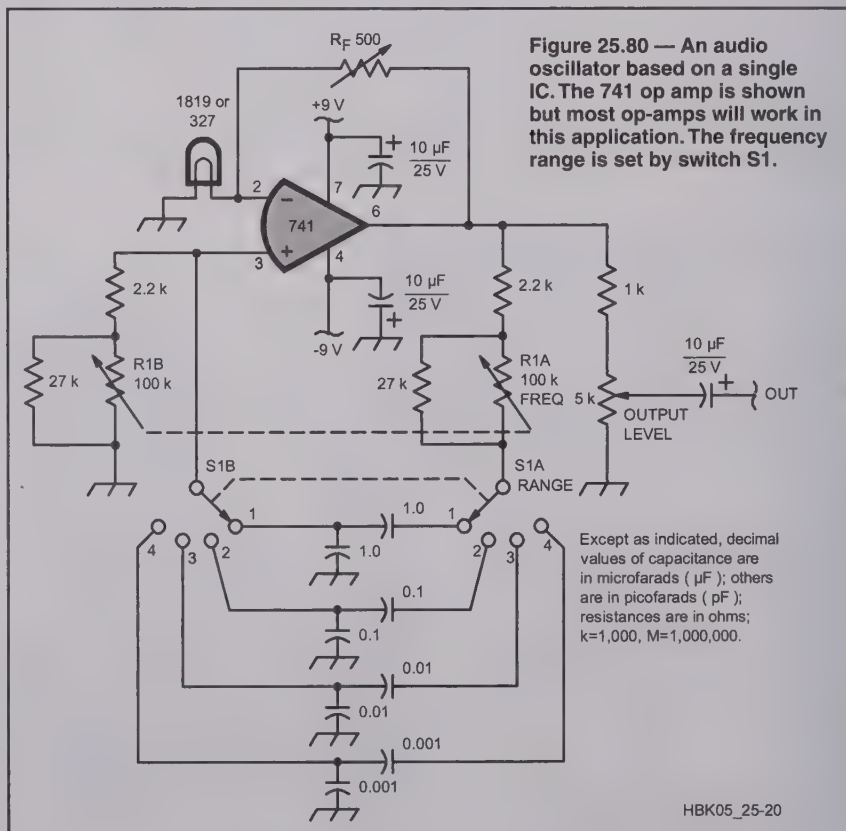 Figure 25.80 — An audio
oscillator based on a single
IC. The 741 op amp is shown
but most op-amps will work in
this application. The frequency
range is set by switch S1.
RF 500
1819 or
327
+9 V
10 µF
25 V
+
2
7
6
741
−
+
3
4
10 µF
25 V
+
-9 V
2.2 k
27 k
R1B
100 k
2.2 k
27 k
R1A
100 k
FREQ
1 k
5 k
OUTPUT
LEVEL
10 µF
25 V
+
OUT
S1B
S1A
RANGE
1
1.0
1
1.0
4
3
2
2
3
4
0.1
0.1
0.01
0.01
0.001
0.001
Except as indicated, decimal
values of capacitance are
in microfarads ( µF ); others
are in picofarads ( pF );
resistances are in ohms;
k=1,000, M=1,000,000.
HBK05_25-20